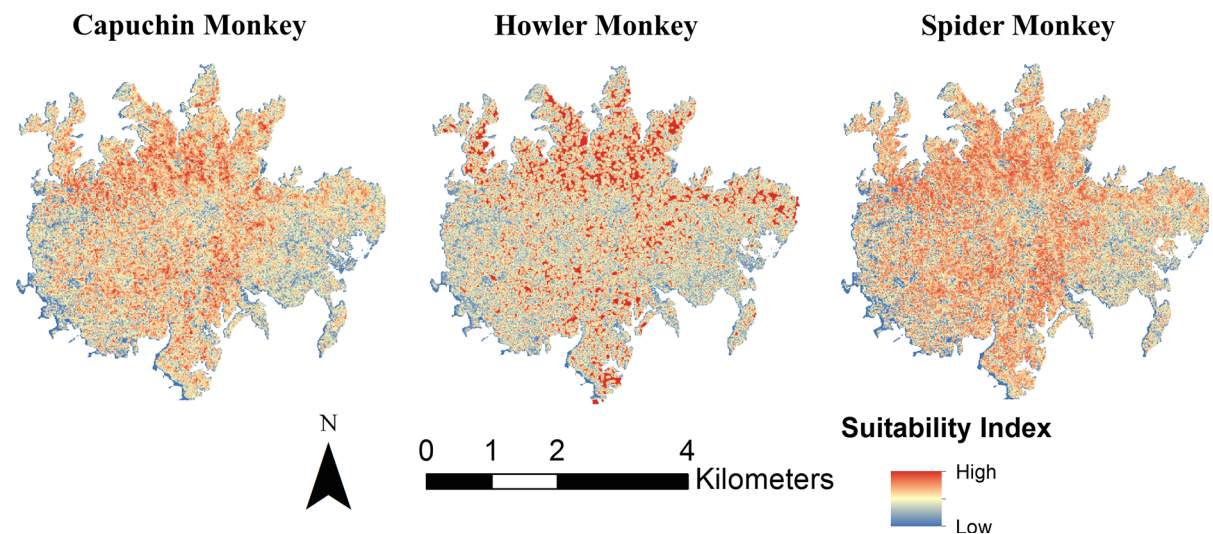 Capuchin Monkey
Howler Monkey
Spider Monkey
N
0 1 2 4
Kilometers
Suitability Index
High
Low